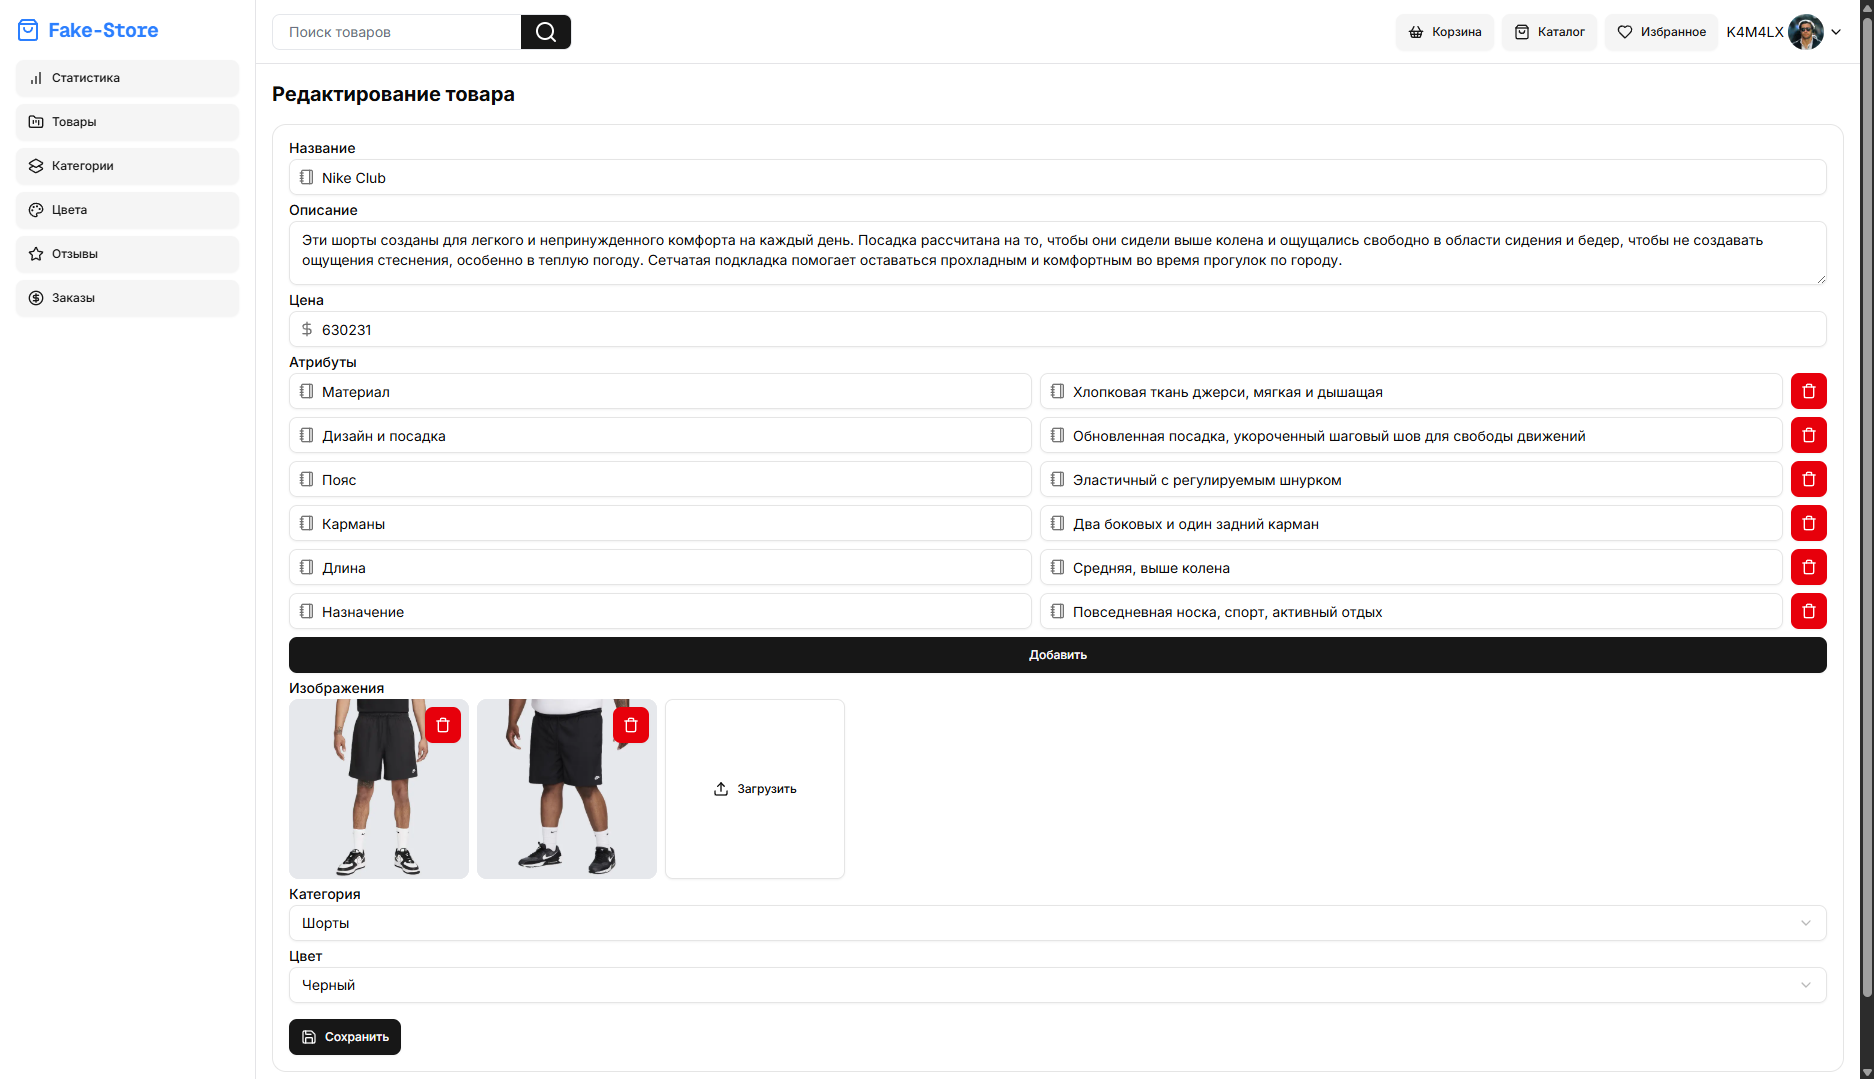 Fake-Store
Поиск товаров
Корзина
Каталог
Избранное
K4M4LX
Статистика
Товары
Категории
Цвета
Отзывы
Заказы
Редактирование товара
Название
Nike Club
Описание
Эти шорты созданы для легкого и непринужденного комфорта на каждый день. Посадка рассчитана на то, чтобы они сидели выше колена и ощущались свободно в области сидения и бедер, чтобы не создавать
ощущения стеснения, особенно в теплую погоду. Сетчатая подкладка помогает оставаться прохладным и комфортным во время прогулок по городу.
Цена
630231
Атрибуты
Материал
Хлопковая ткань джерси, мягкая и дышащая
Дизайн и посадка
Обновленная посадка, укороченный шаговый шов для свободы движений
Пояс
Эластичный с регулируемым шнурком
Карманы
Два боковых и один задний карман
Длина
Средняя, выше колена
Назначение
Повседневная носка, спорт, активный отдых
Добавить
Изображения
Загрузить
Категория
Шорты
Цвет
Черный
Сохранить